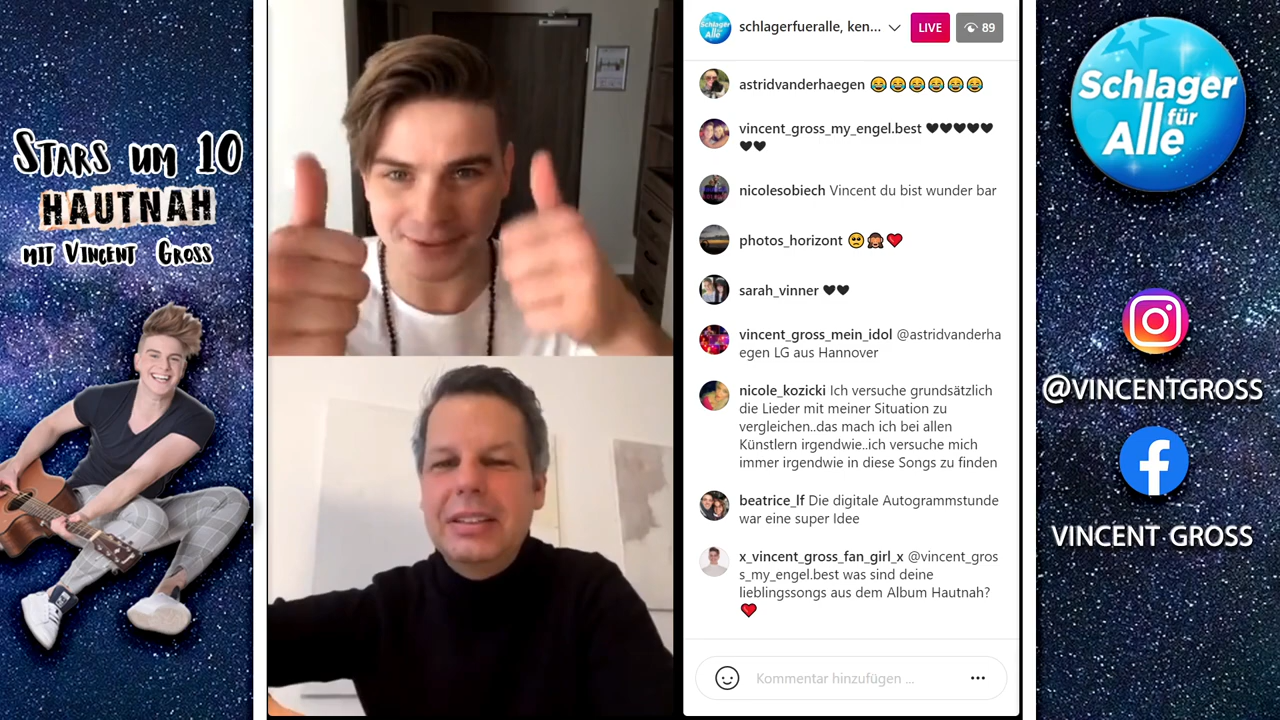 STARS UM 10
HAUTNAH
MIT VINCENT GROSS
schlagerfueralle, ken...
LIVE
89
astridvanderhaegen 😂😂😂😂😂😂
vincent_gross_my_engel.best 🖤🖤🖤🖤🖤
🖤🖤
nicolesobiech Vincent du bist wunder bar
photos_horizont 🥺🙊❤️
sarah_vinner 🖤🖤
vincent_gross_mein_idol @astridvanderha
egen LG aus Hannover
nicole_kozicki Ich versuche grundsätzlich
die Lieder mit meiner Situation zu
vergleichen..das mach ich bei allen
Künstlern irgendwie..ich versuche mich
immer irgendwie in diese Songs zu finden
beatrice_lf Die digitale Autogrammstunde
war eine super Idee
x_vincent_gross_fan_girl_x @vincent_gros
s_my_engel.best was sind deine
lieblingssongs aus dem Album Hautnah?
❤️
Kommentar hinzufügen ...
Schlager
für
Alle
@VINCENTGROSS
VINCENT GROSS